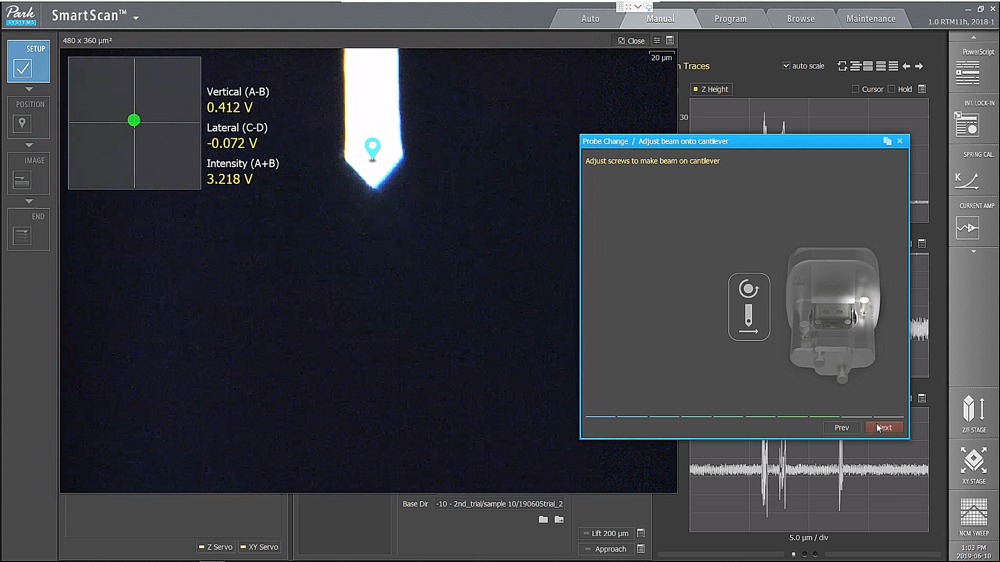 Park
SYSTEMS
SmartScan™
Auto
Manual
Program
Browse
Maintenance
1.0 RTM11h, 2018-1
SETUP
POSITION
IMAGE
END
480 x 360 µm²
Close
20 µm
Vertical (A-B)
0.412 V
Lateral (C-D)
-0.072 V
Intensity (A+B)
3.218 V
Traces
auto scale
Z Height
Cursor
Hold
30
Probe Change / Adjust beam onto cantilever
Adjust screws to make beam on cantilever
Prev
5.0 µm / div
Base Dir
-10 - 2nd_trial/sample 10/190605trial_2
Lift 200 µm
Approach
Z Servo
XY Servo
PowerScript
INT. LOCK-IN
SPRING CAL.
K
CURRENT AMP
Z/F STAGE
XY STAGE
NCM SWEEP
1:03 PM
2019-06-10